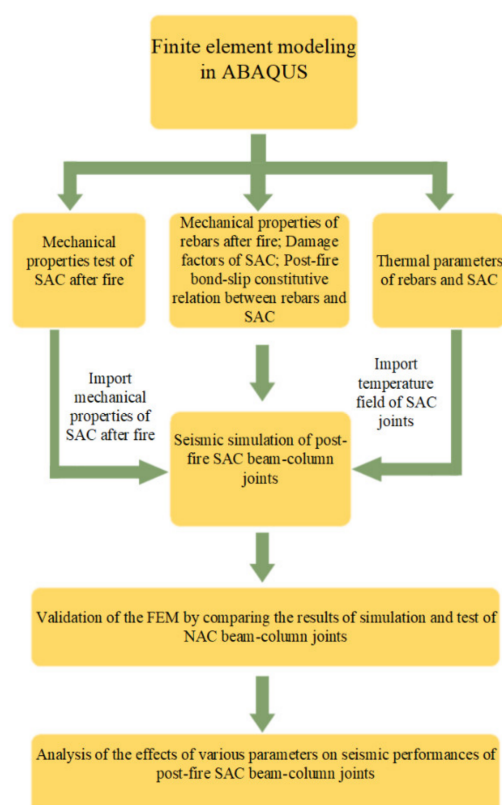 Finite element modeling
in ABAQUS
Mechanical
properties test of
SAC after fire
Mechanical properties of
rebars after fire; Damage
factors of SAC; Post-fire
bond-slip constitutive
relation between rebars and
SAC
Thermal parameters
of rebars and SAC
Import
mechanical
properties of
SAC after fire
Import
temperature
field of SAC
joints
Seismic simulation of post-
fire SAC beam-column
joints
Validation of the FEM by comparing the results of simulation and test of
NAC beam-column joints
Analysis of the effects of various parameters on seismic performances of
post-fire SAC beam-column joints